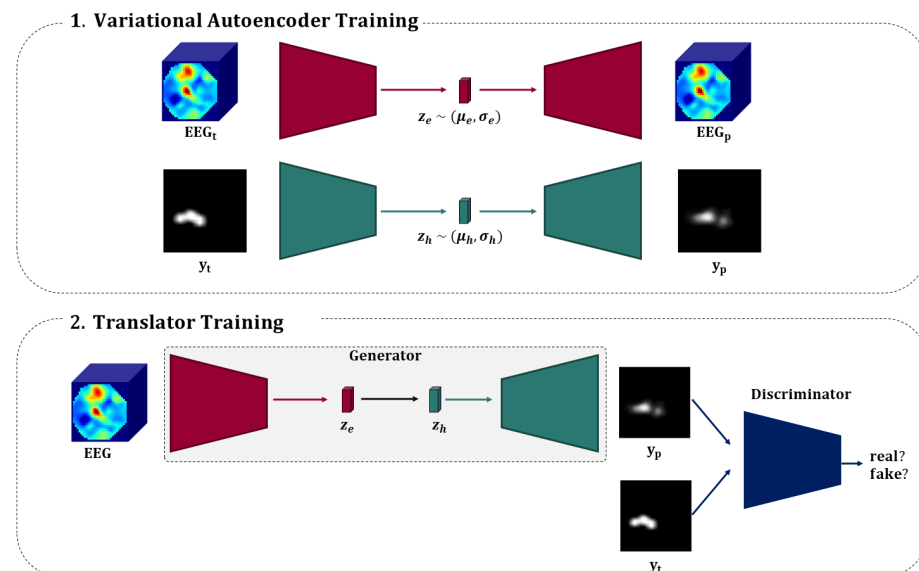 1. Variational Autoencoder Training
EEGₜ
zₑ ~ (μₑ, σₑ)
EEGₚ
yₜ
zₕ ~ (μₕ, σₕ)
yₚ
2. Translator Training
Generator
EEG
zₑ
zₕ
yₚ
yₜ
Discriminator
real?
fake?